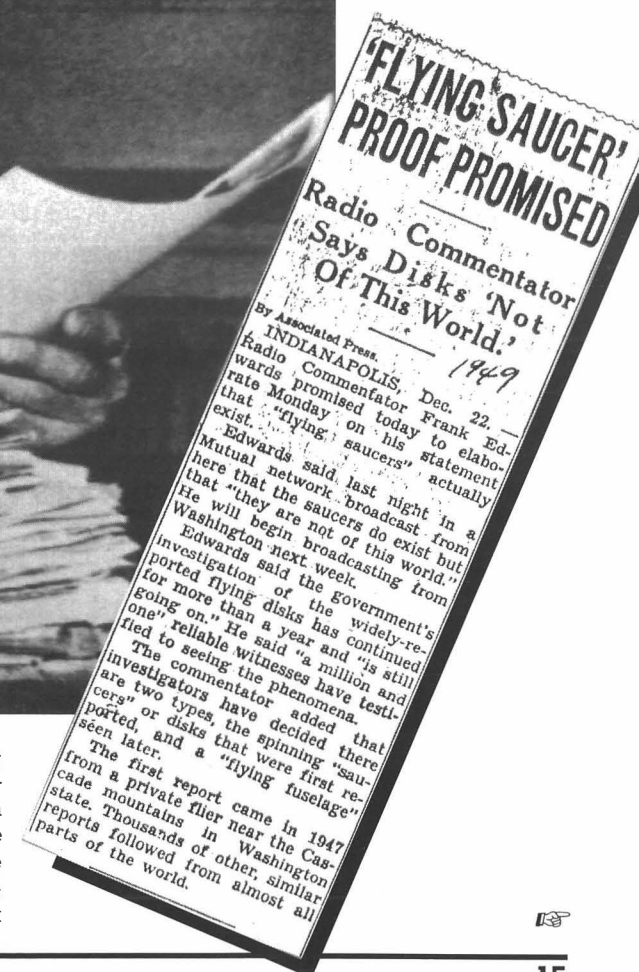 'FLYING SAUCER'
PROOF PROMISED
Radio Commentator
Says Disks 'Not
Of This World.'
1949
By Associated Press.
INDIANAPOLIS, Dec. 22. —
Radio Commentator Frank Ed-
wards promised today to elabo-
rate Monday on his statement
that "flying saucers" actually
exist.
Edwards said last night in a
Mutual network broadcast from
here that the saucers do exist but
that "they are not of this world."
He will begin broadcasting from
Washington next week.
Edwards said the government's
investigation of the widely-re-
ported flying disks has continued
for more than a year and "is still
going on." He said "a million and
one" reliable witnesses have testi-
fied to seeing the phenomena.
The commentator added that
investigators have decided there
are two types, the spinning "sau-
cers" or disks that were first re-
ported, and a "flying fuselage"
seen later.
The first report came in 1947
from a private flier near the Cas-
cade mountains in Washington
state. Thousands of other, similar
reports followed from almost all
parts of the world.
15